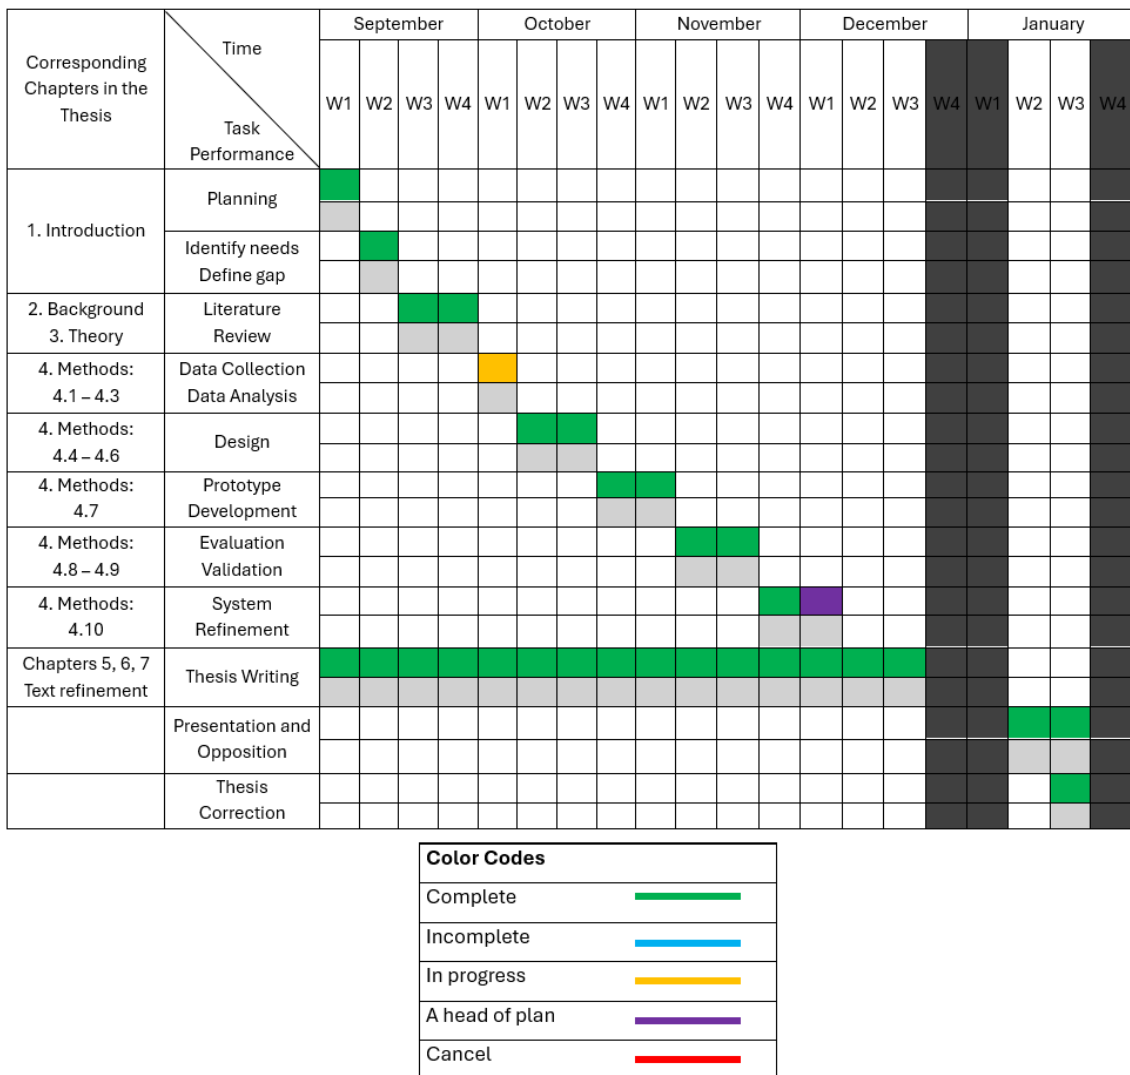 Corresponding
Chapters in the
Thesis
Time
Task
Performance
September
October
November
December
January
W1 W2 W3 W4 W1 W2 W3 W4 W1 W2 W3 W4 W1 W2 W3 W4 W1 W2 W3 W4
1. Introduction
Planning
Identify needs
Define gap
2. Background
3. Theory
Literature
Review
4. Methods:
4.1 – 4.3
Data Collection
Data Analysis
4. Methods:
4.4 – 4.6
Design
4. Methods:
4.7
Prototype
Development
4. Methods:
4.8 – 4.9
Evaluation
Validation
4. Methods:
4.10
System
Refinement
Chapters 5, 6, 7
Text refinement
Thesis Writing
Presentation and
Opposition
Thesis
Correction
Color Codes
Complete
Incomplete
In progress
A head of plan
Cancel